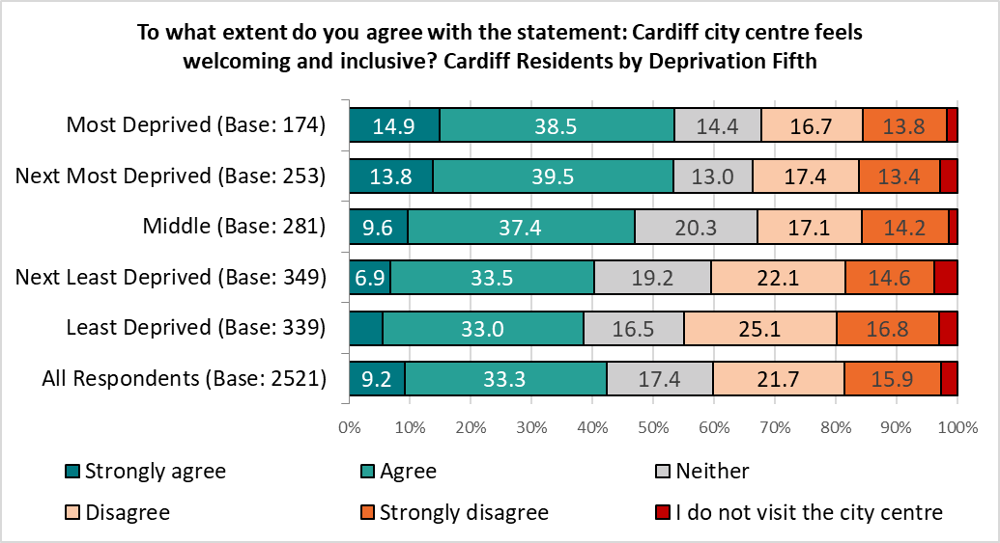 To what extent do you agree with the statement: Cardiff city centre feels
welcoming and inclusive? Cardiff Residents by Deprivation Fifth
Most Deprived (Base: 174) 14.9 38.5 14.4 16.7 13.8
Next Most Deprived (Base: 253) 13.8 39.5 13.0 17.4 13.4
Middle (Base: 281) 9.6 37.4 20.3 17.1 14.2
Next Least Deprived (Base: 349) 6.9 33.5 19.2 22.1 14.6
Least Deprived (Base: 339) 33.0 16.5 25.1 16.8
All Respondents (Base: 2521) 9.2 33.3 17.4 21.7 15.9
0% 10% 20% 30% 40% 50% 60% 70% 80% 90% 100%
Strongly agree Agree Neither
Disagree Strongly disagree I do not visit the city centre